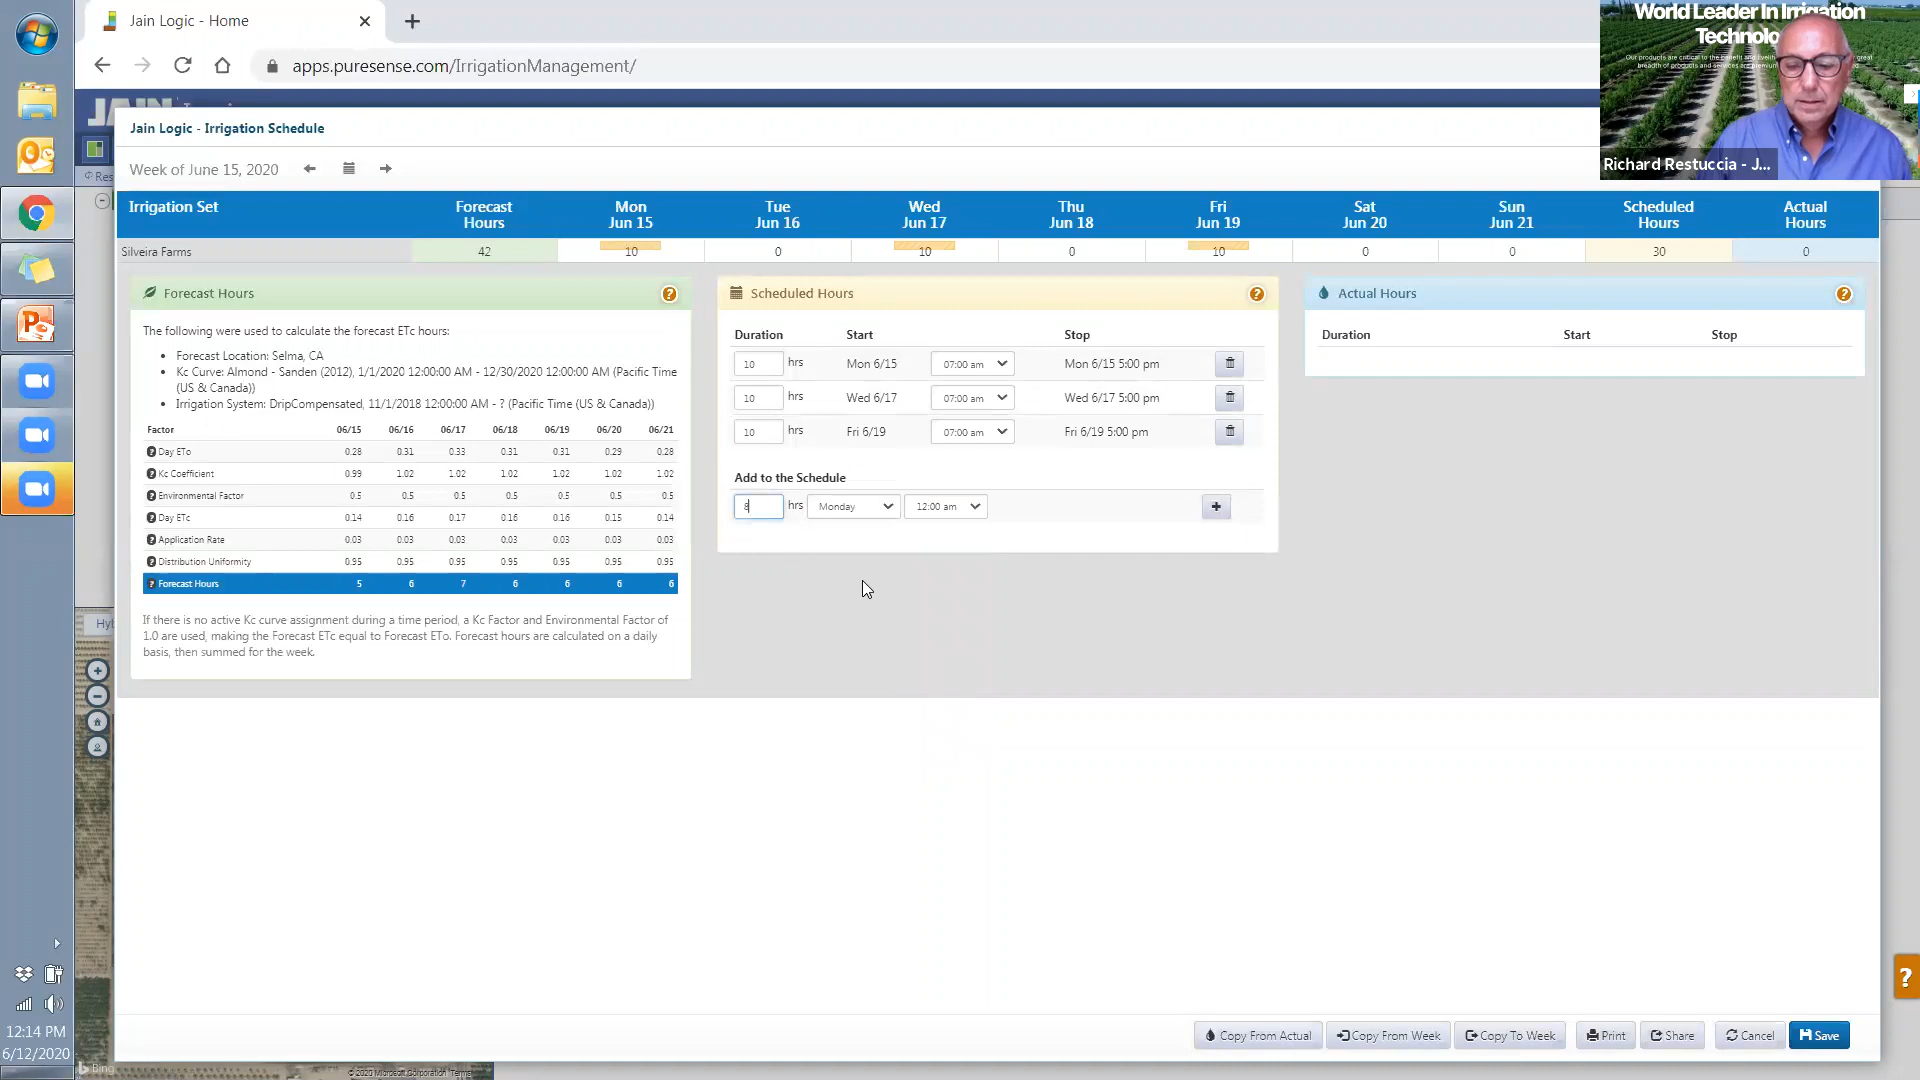 Jain Logic - Home
apps.puresense.com/IrrigationManagement/
World Leader In Irrigation
Richard Restuccia - J...
JAIN
Jain Logic - Irrigation Schedule
Res
Week of June 15, 2020
Irrigation Set Forecast Hours Mon Jun 15 Tue Jun 16 Wed Jun 17 Thu Jun 18 Fri Jun 19 Sat Jun 20 Sun Jun 21 Scheduled Hours Actual Hours
Silveira Farms 42 10 0 10 0 10 0 0 30 0
Forecast Hours ?
The following were used to calculate the forecast ETc hours:
Forecast Location: Selma, CA
Kc Curve: Almond - Sanden (2012), 1/1/2020 12:00:00 AM - 12/30/2020 12:00:00 AM (Pacific Time
(US & Canada))
Irrigation System: DripCompensated, 11/1/2018 12:00:00 AM - ? (Pacific Time (US & Canada))
Factor 06/15 06/16 06/17 06/18 06/19 06/20 06/21
Day ETo 0.28 0.31 0.33 0.31 0.31 0.29 0.28
Kc Coefficient 0.99 1.02 1.02 1.02 1.02 1.02 1.02
Environmental Factor 0.5 0.5 0.5 0.5 0.5 0.5 0.5
Day ETc 0.14 0.16 0.17 0.16 0.16 0.15 0.14
Application Rate 0.03 0.03 0.03 0.03 0.03 0.03 0.03
Distribution Uniformity 0.95 0.95 0.95 0.95 0.95 0.95 0.95
Forecast Hours 5 6 7 6 6 6 6
If there is no active Kc curve assignment during a time period, a Kc Factor and Environmental Factor of
1.0 are used, making the Forecast ETc equal to Forecast ETo. Forecast hours are calculated on a daily
basis, then summed for the week.
Scheduled Hours ?
Duration Start Stop
10 hrs Mon 6/15 07:00 am Mon 6/15 5:00 pm
10 hrs Wed 6/17 07:00 am Wed 6/17 5:00 pm
10 hrs Fri 6/19 07:00 am Fri 6/19 5:00 pm
Add to the Schedule
8 hrs Monday 12:00 am +
Actual Hours ?
Duration Start Stop
Hyb
?
Copy From Actual Copy From Week Copy To Week Print Share Cancel Save
12:14 PM
6/12/2020
Bing
© 2020 Microsoft Corporation Terms